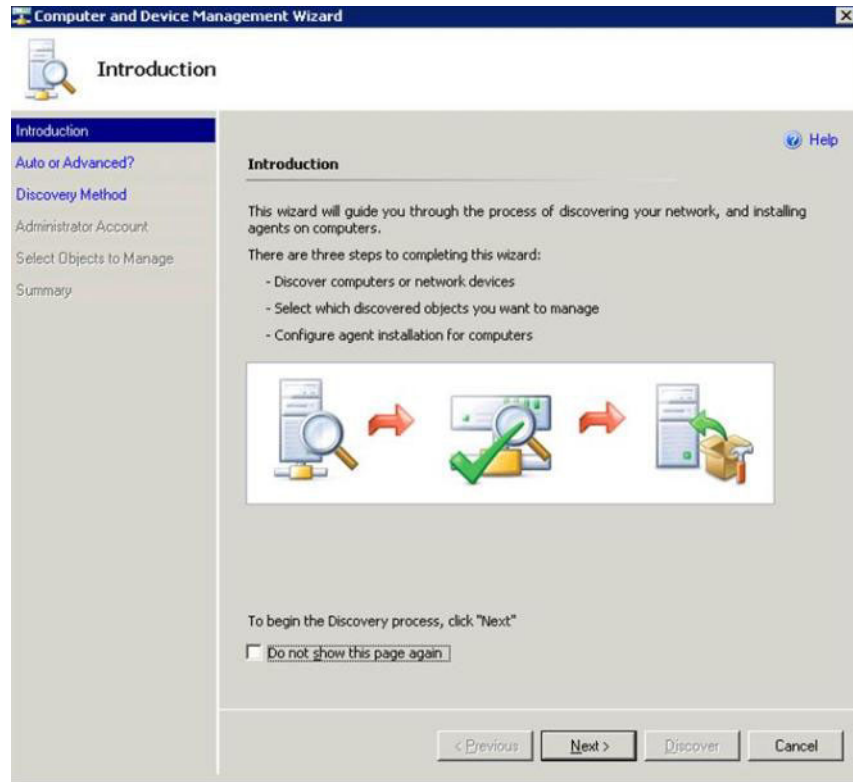 Computer and Device Management Wizard
Introduction
Introduction
Auto or Advanced?
Discovery Method
Administrator Account
Select Objects to Manage
Summary
Help
Introduction
This wizard will guide you through the process of discovering your network, and installing
agents on computers.
There are three steps to completing this wizard:
- Discover computers or network devices
- Select which discovered objects you want to manage
- Configure agent installation for computers
To begin the Discovery process, click "Next"
Do not show this page again
< Previous
Next >
Discover
Cancel